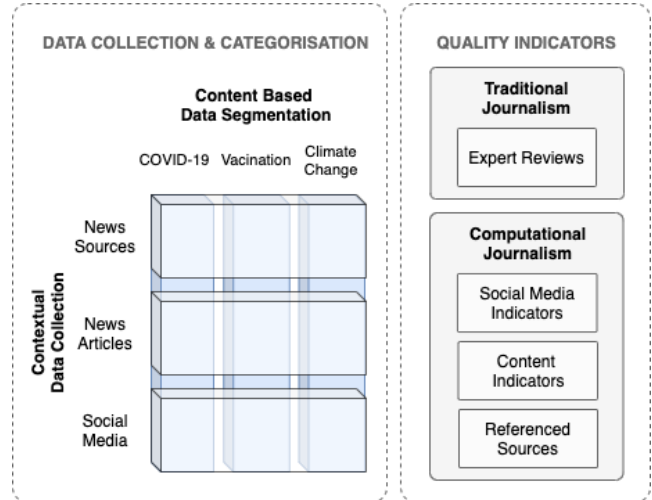 DATA COLLECTION & CATEGORISATION
Content Based
Data Segmentation
COVID-19
Vacination
Climate
Change
Contextual
Data Collection
News
Sources
News
Articles
Social
Media
QUALITY INDICATORS
Traditional
Journalism
Expert Reviews
Computational
Journalism
Social Media
Indicators
Content
Indicators
Referenced
Sources